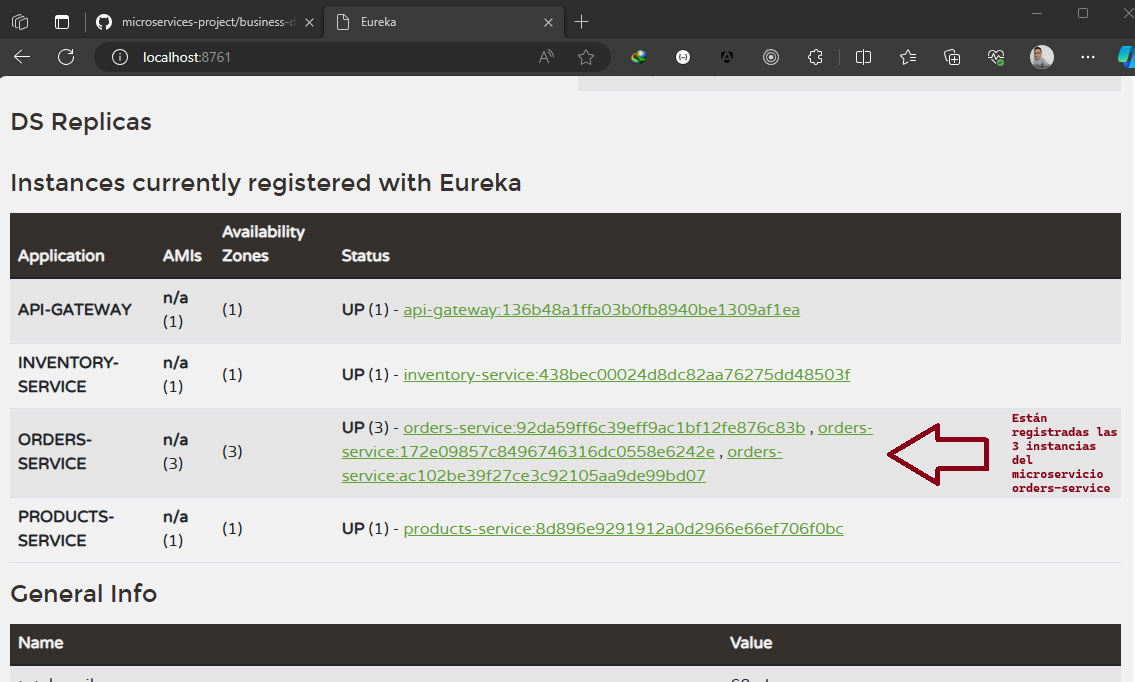 microservices-project/business-d
Eureka
localhost:8761
DS Replicas
Instances currently registered with Eureka
Application AMIs Availability Zones Status
API-GATEWAY n/a (1) (1) UP (1) - api-gateway:136b48a1ffa03b0fb8940be1309af1ea
INVENTORY-SERVICE n/a (1) (1) UP (1) - inventory-service:438bec00024d8dc82aa76275dd48503f
ORDERS-SERVICE n/a (3) (3) UP (3) - orders-service:92da59ff6c39eff9ac1bf12fe876c83b , orders-
service:172e09857c8496746316dc0558e6242e , orders-
service:ac102be39f27ce3c92105aa9de99bd07
Están
registradas las
3 instancias
del
microservicio
orders-service
PRODUCTS-SERVICE n/a (1) (1) UP (1) - products-service:8d896e9291912a0d2966e66ef706f0bc
General Info
Name Value